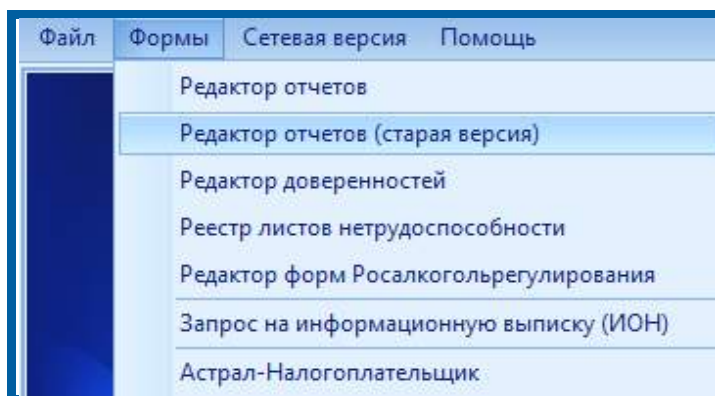 Файл Формы Сетевая версия Помощь
Редактор отчетов
Редактор отчетов (старая версия)
Редактор доверенностей
Реестр листов нетрудоспособности
Редактор форм Росалкогольрегулирования
Запрос на информационную выписку (ИОН)
Астрал-Налогоплательщик